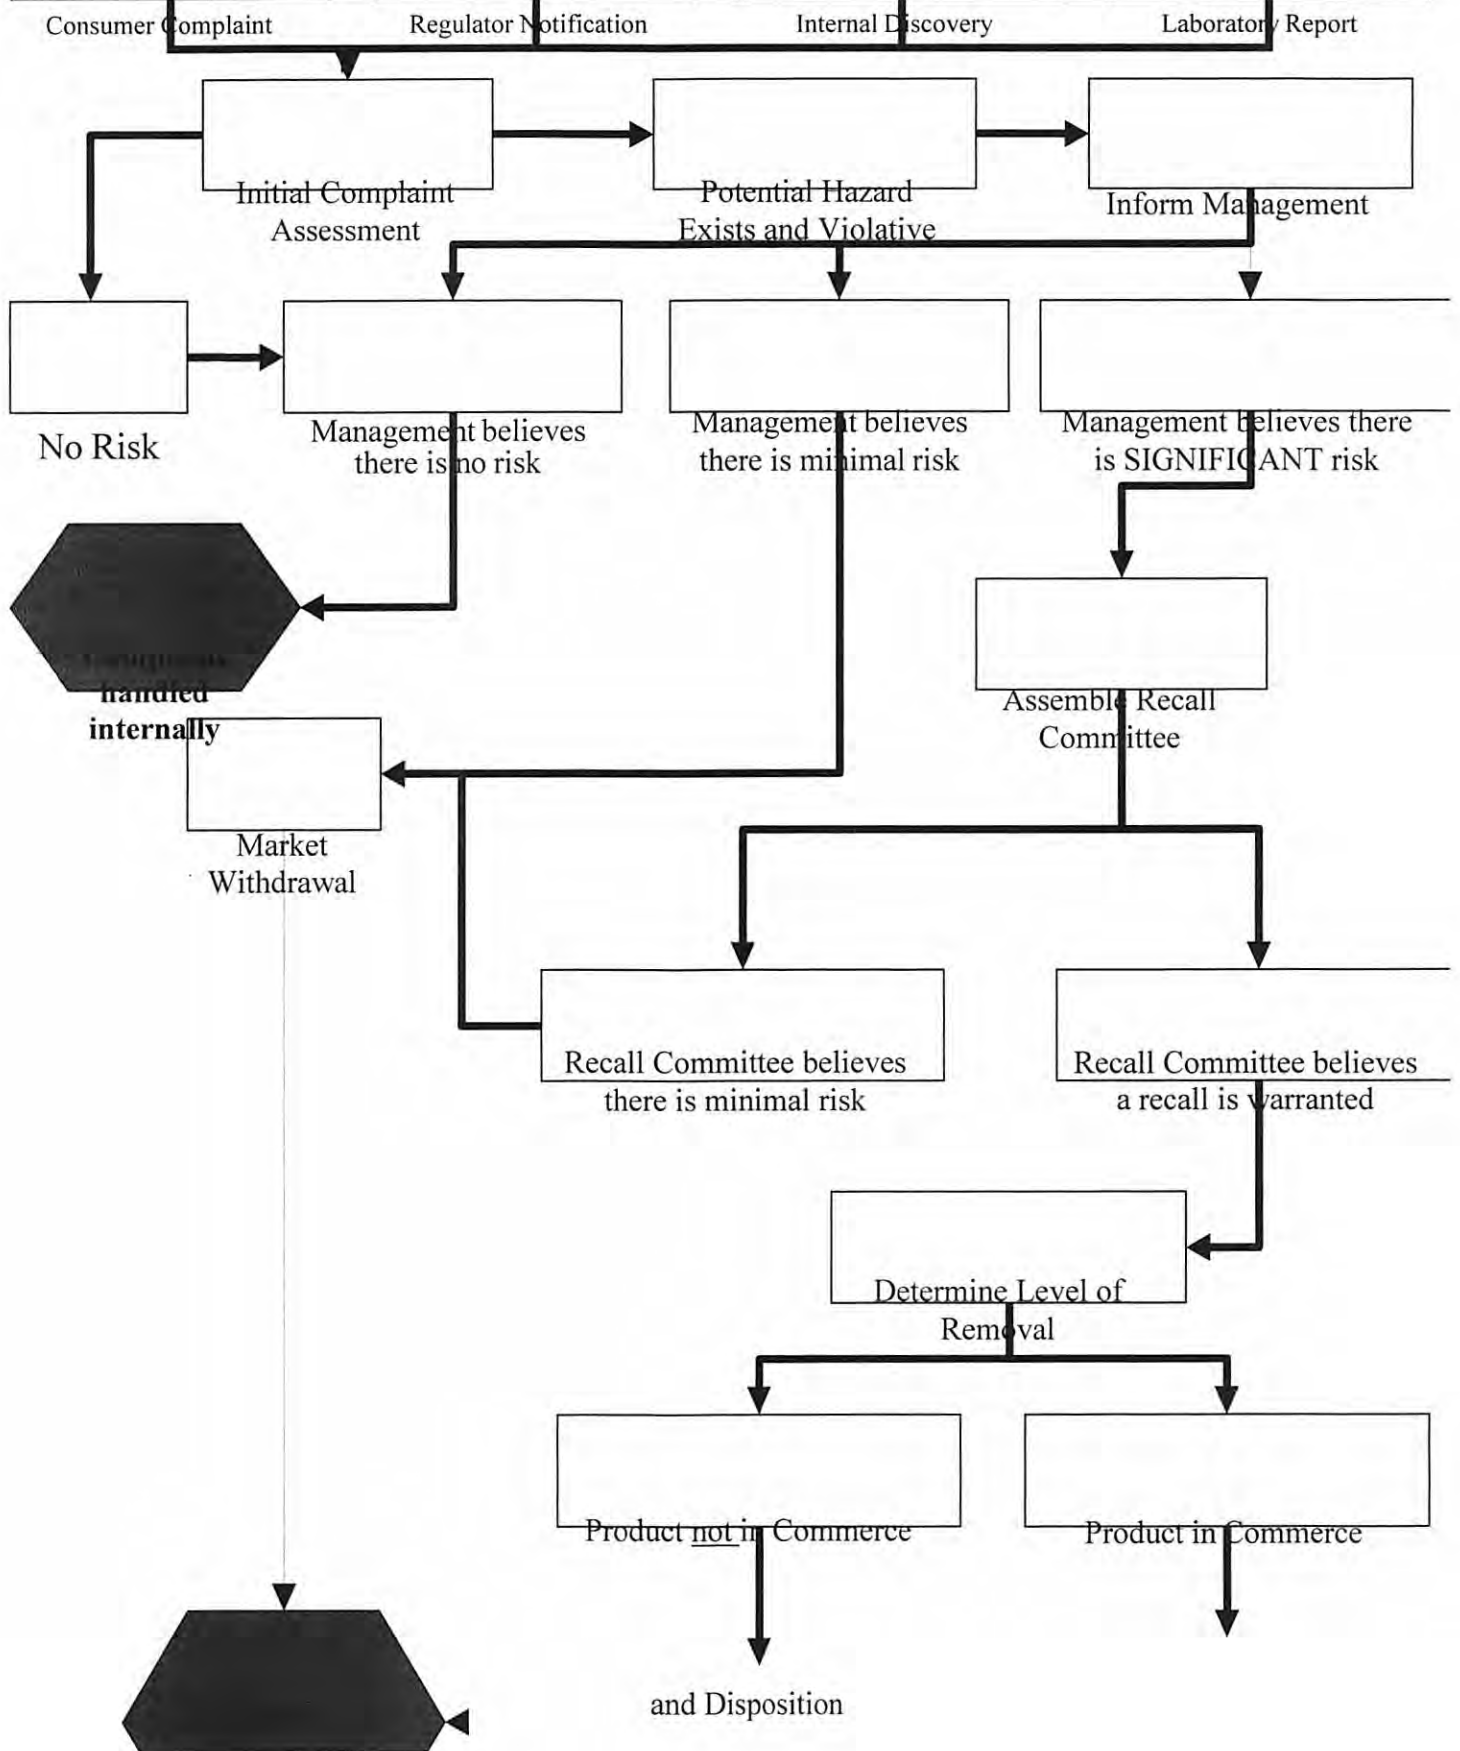 Consumer Complaint
Regulator Notification
Internal Discovery
Laboratory Report
Initial Complaint
Assessment
Potential Hazard
Exists and Violative
Inform Management
No Risk
Management believes
there is no risk
Management believes
there is minimal risk
Management believes there
is SIGNIFICANT risk
handled
internally
Assemble Recall
Committee
Market
Withdrawal
Recall Committee believes
there is minimal risk
Recall Committee believes
a recall is warranted
Determine Level of
Removal
Product not in Commerce
Product in Commerce
and Disposition